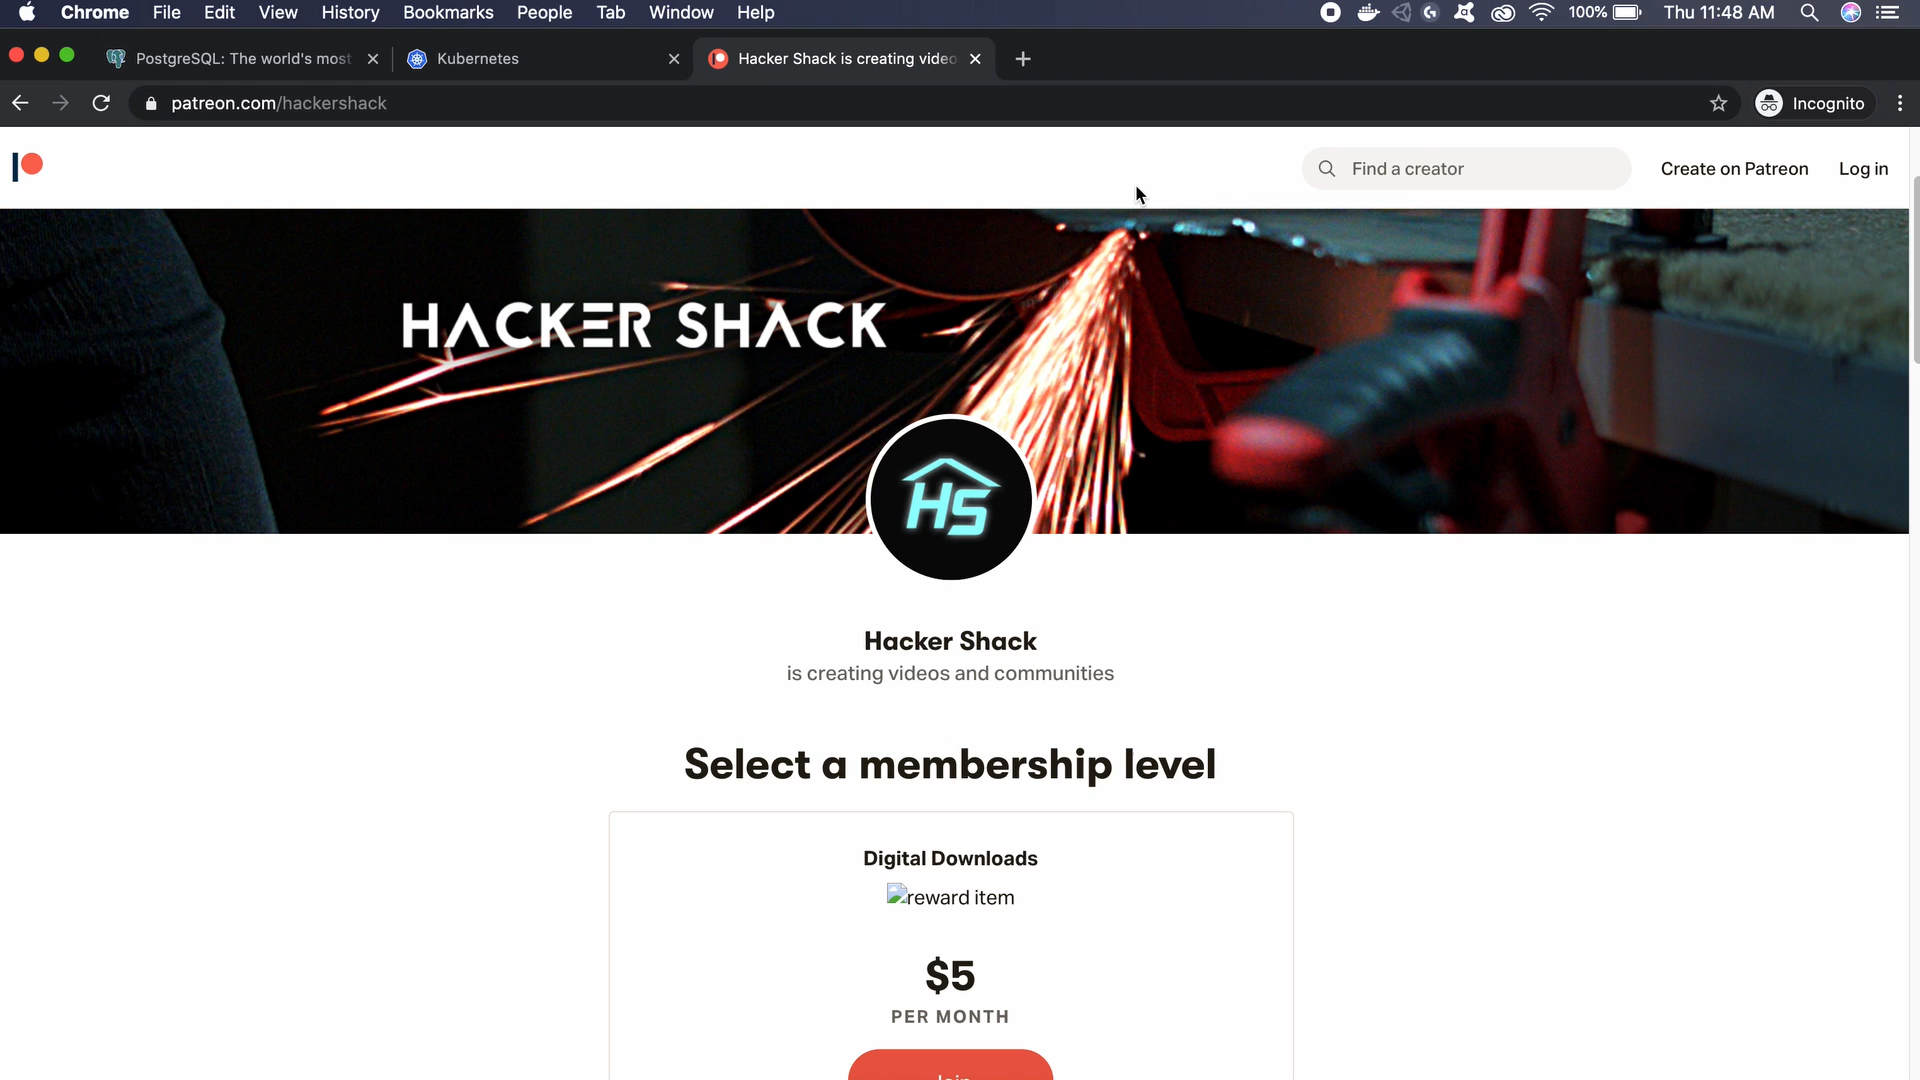 Chrome File Edit View History Bookmarks People Tab Window Help 100% Thu 11:48 AM
PostgreSQL: The world's most Kubernetes Hacker Shack is creating video
patreon.com/hackershack Incognito
Find a creator Create on Patreon Log in
HACKER SHACK
HS
Hacker Shack
is creating videos and communities
Select a membership level
Digital Downloads
reward item
$5
PER MONTH
Join